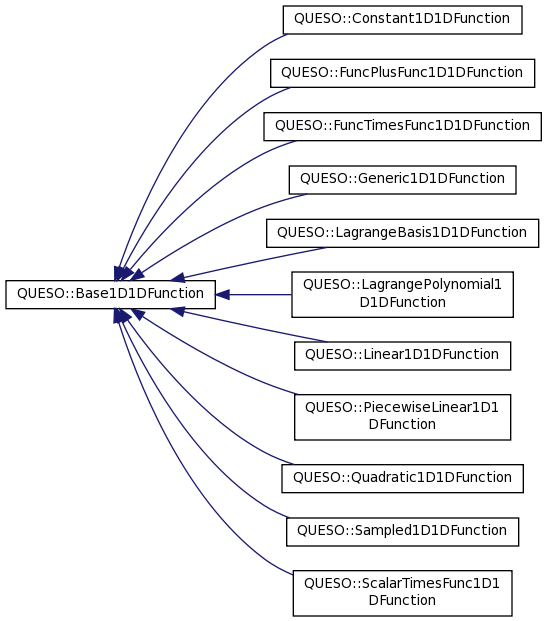 QUESO::Constant1D1DFunction
QUESO::FuncPlusFunc1D1DFunction
QUESO::FuncTimesFunc1D1DFunction
QUESO::Generic1D1DFunction
QUESO::LagrangeBasis1D1DFunction
QUESO::Base1D1DFunction
QUESO::LagrangePolynomial1
D1DFunction
QUESO::Linear1D1DFunction
QUESO::PiecewiseLinear1D1
DFunction
QUESO::Quadratic1D1DFunction
QUESO::Sampled1D1DFunction
QUESO::ScalarTimesFunc1D1
DFunction